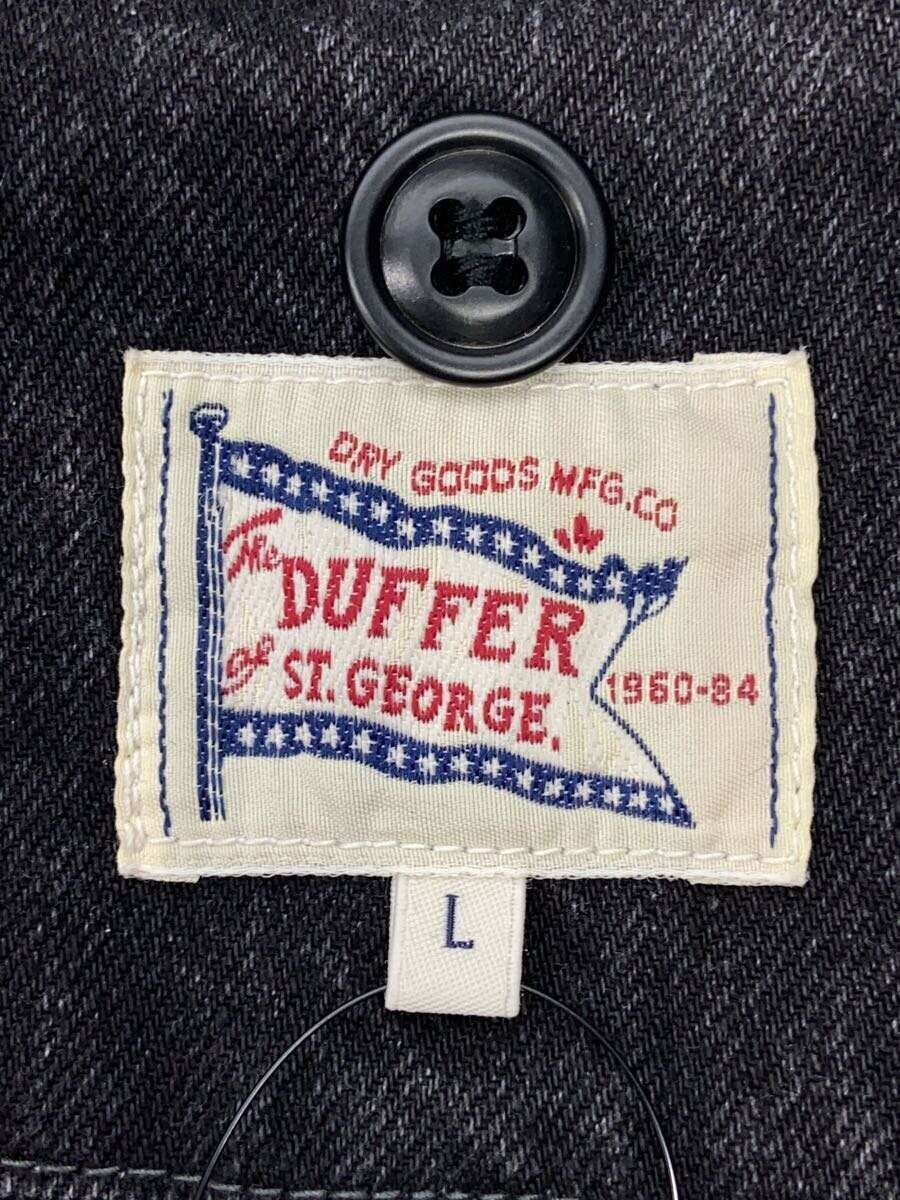 DRY GOODS MFG.CO
The DUFFER
of ST. GEORGE.
1960-84
L